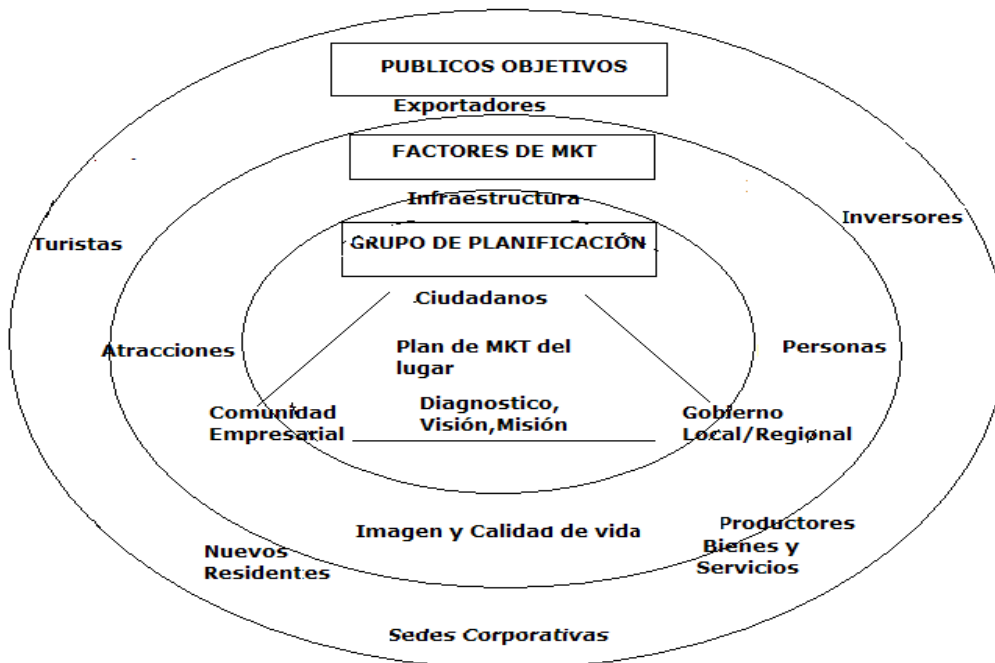 PUBLICOS OBJETIVOS
Exportadores
FACTORES DE MKT
Infraestructura
Inversores
Turistas
GRUPO DE PLANIFICACIÓN
Ciudadanos
Atracciones
Plan de MKT del
lugar
Personas
Diagnostico,
Visión,Misión
Comunidad
Empresarial
Gobierno
Local/Regional
Imagen y Calidad de vida
Productores
Bienes y
Servicios
Nuevos
Residentes
Sedes Corporativas